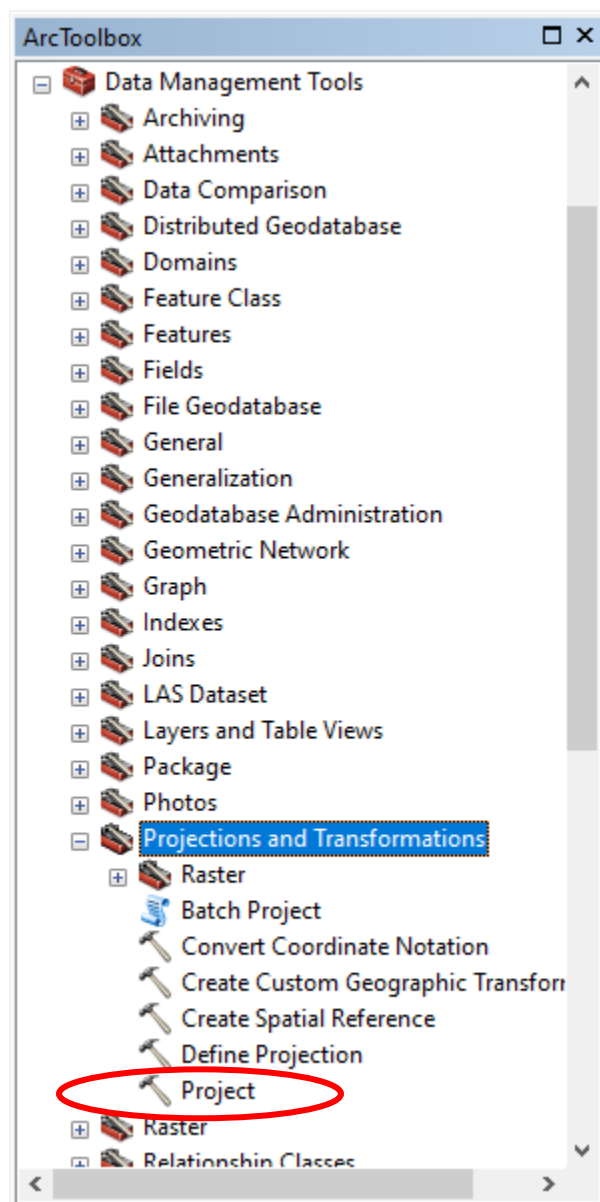 ArcToolbox
Data Management Tools
Archiving
Attachments
Data Comparison
Distributed Geodatabase
Domains
Feature Class
Features
Fields
File Geodatabase
General
Generalization
Geodatabase Administration
Geometric Network
Graph
Indexes
Joins
LAS Dataset
Layers and Table Views
Package
Photos
Projections and Transformations
Raster
Batch Project
Convert Coordinate Notation
Create Custom Geographic Transforr
Create Spatial Reference
Define Projection
Project
Raster
Relationship Classes